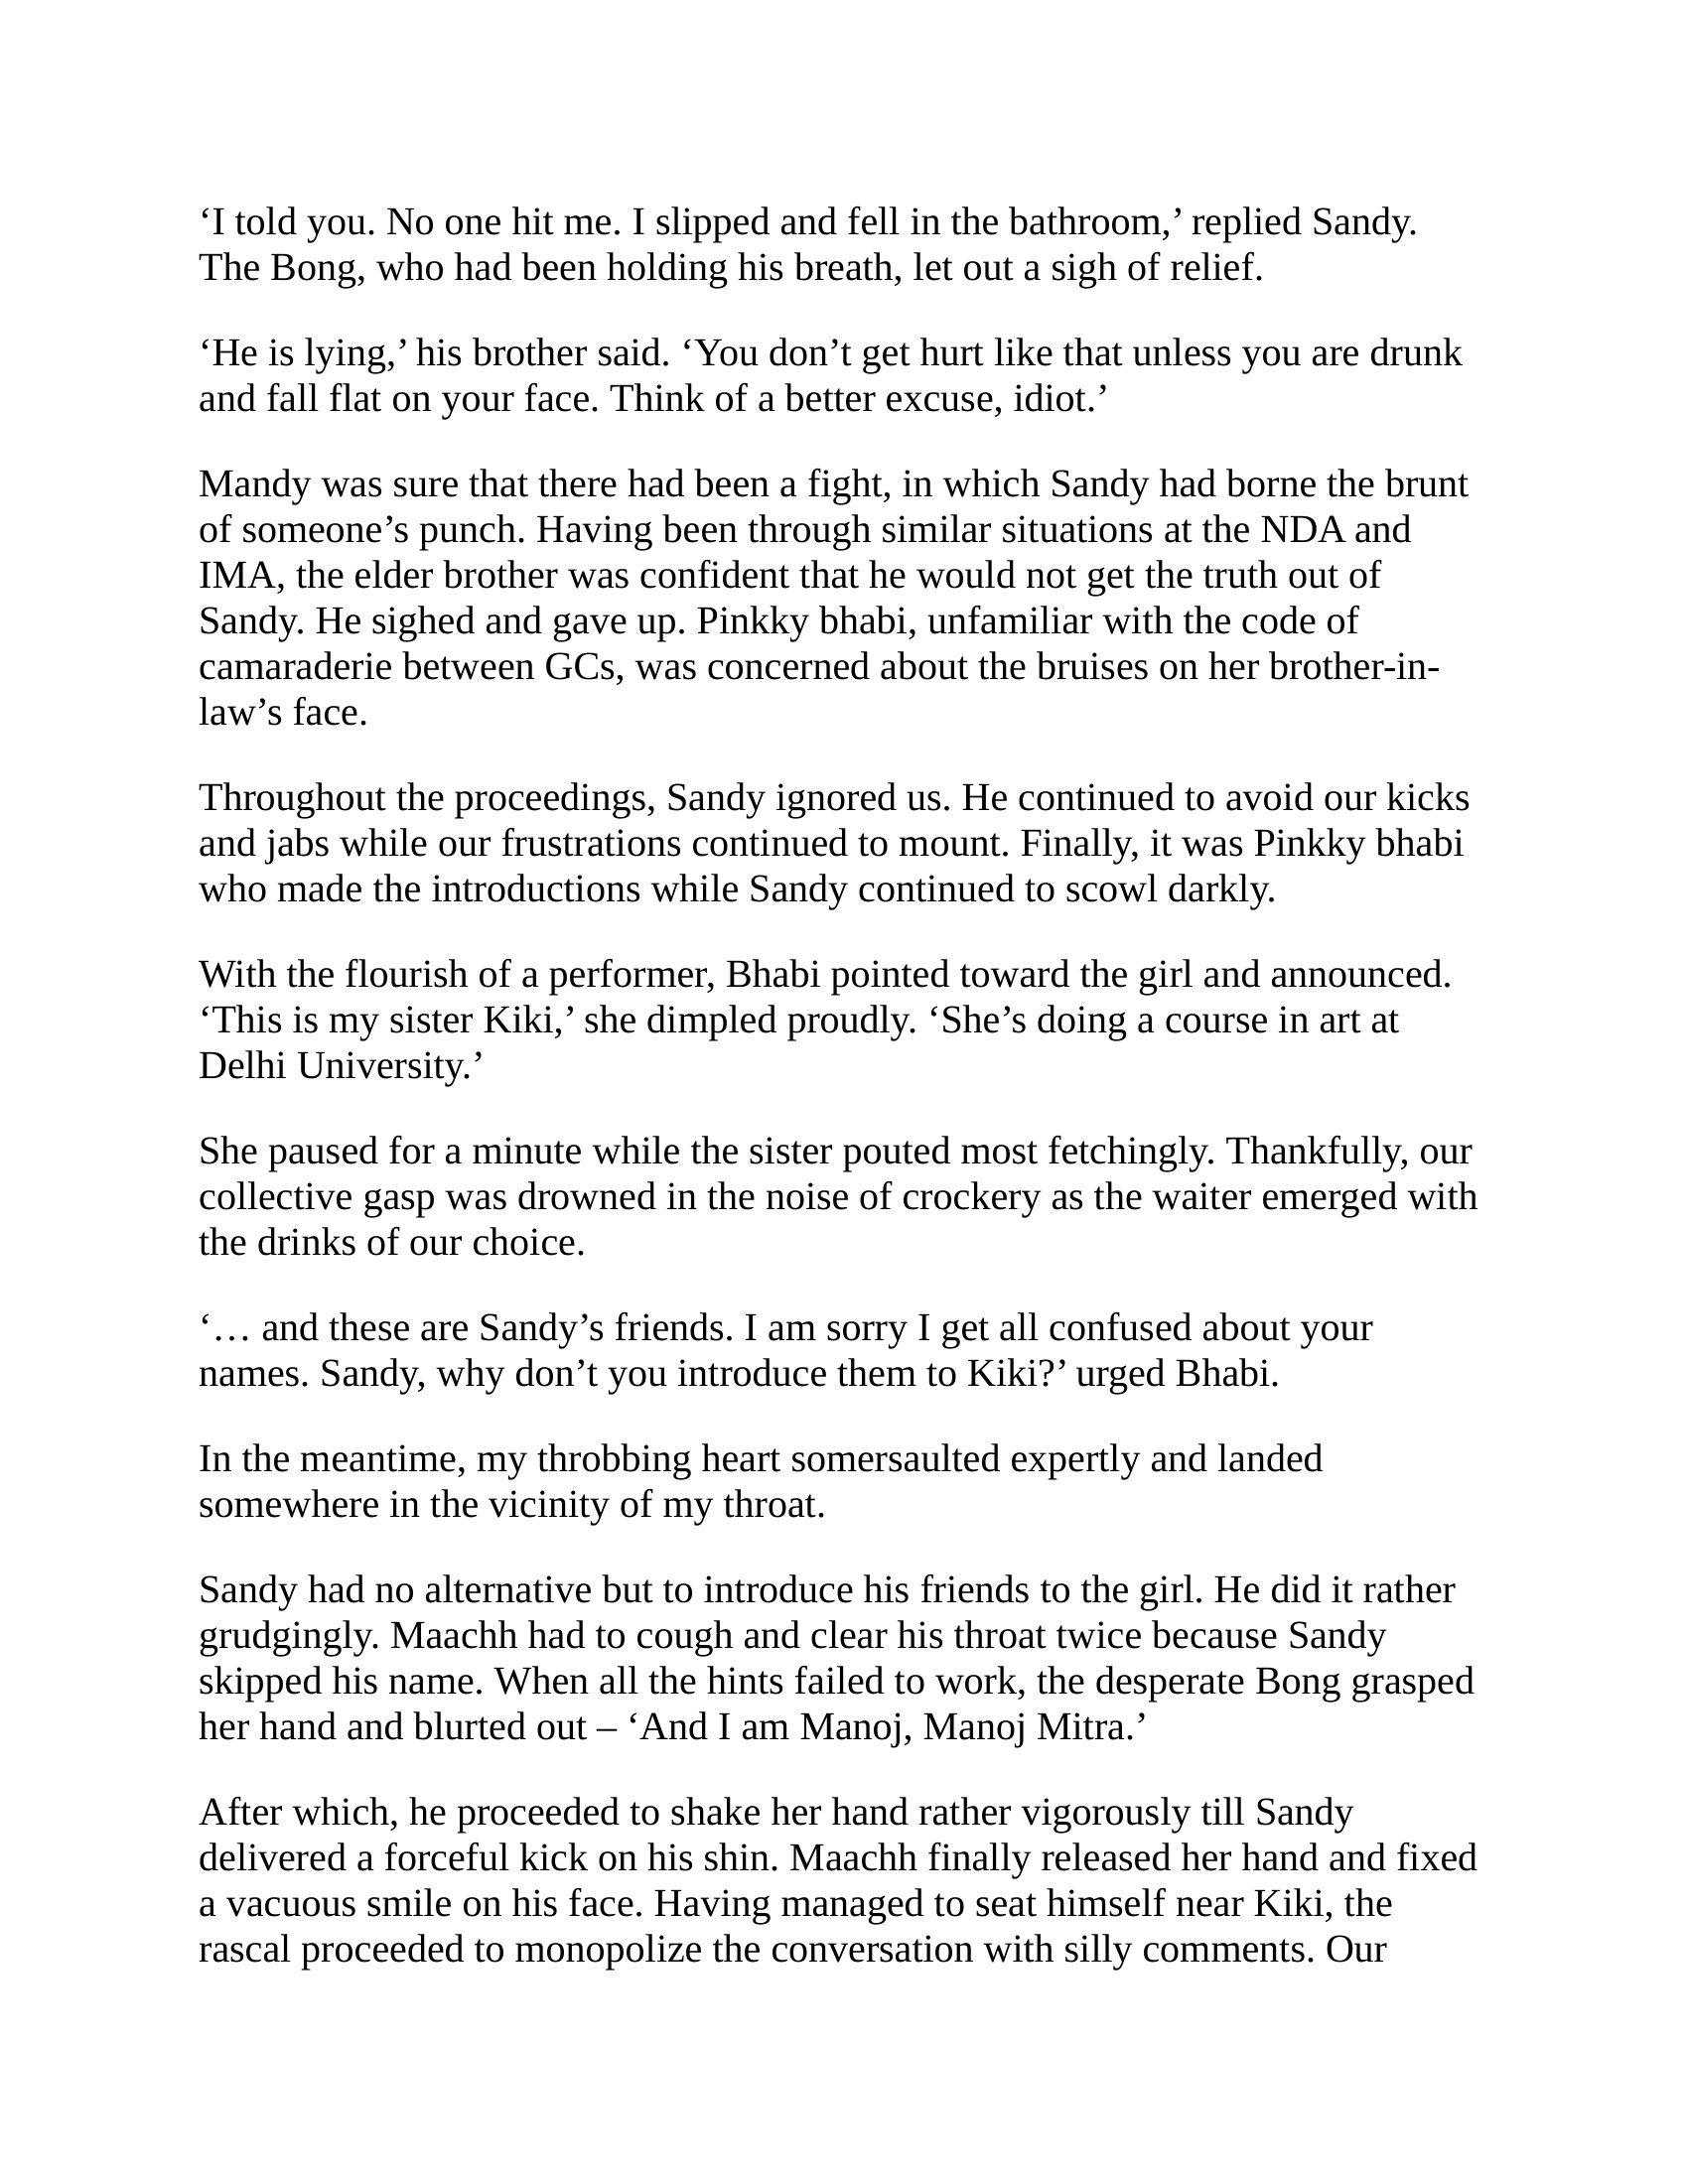 ‘I told you. No one hit me. I slipped and fell in the bathroom,’ replied Sandy.
The Bong, who had been holding his breath, let out a sigh of relief.
‘He is lying,’ his brother said. ‘You don’t get hurt like that unless you are drunk
and fall flat on your face. Think of a better excuse, idiot.’
Mandy was sure that there had been a fight, in which Sandy had borne the brunt
of someone’s punch. Having been through similar situations at the NDA and
IMA, the elder brother was confident that he would not get the truth out of
Sandy. He sighed and gave up. Pinkky bhabi, unfamiliar with the code of
camaraderie between GCs, was concerned about the bruises on her brother-in-
law’s face.
Throughout the proceedings, Sandy ignored us. He continued to avoid our kicks
and jabs while our frustrations continued to mount. Finally, it was Pinkky bhabi
who made the introductions while Sandy continued to scowl darkly.
With the flourish of a performer, Bhabi pointed toward the girl and announced.
‘This is my sister Kiki,’ she dimpled proudly. ‘She’s doing a course in art at
Delhi University.’
She paused for a minute while the sister pouted most fetchingly. Thankfully, our
collective gasp was drowned in the noise of crockery as the waiter emerged with
the drinks of our choice.
‘… and these are Sandy’s friends. I am sorry I get all confused about your
names. Sandy, why don’t you introduce them to Kiki?’ urged Bhabi.
In the meantime, my throbbing heart somersaulted expertly and landed
somewhere in the vicinity of my throat.
Sandy had no alternative but to introduce his friends to the girl. He did it rather
grudgingly. Maachh had to cough and clear his throat twice because Sandy
skipped his name. When all the hints failed to work, the desperate Bong grasped
her hand and blurted out – ‘And I am Manoj, Manoj Mitra.’
After which, he proceeded to shake her hand rather vigorously till Sandy
delivered a forceful kick on his shin. Maachh finally released her hand and fixed
a vacuous smile on his face. Having managed to seat himself near Kiki, the
rascal proceeded to monopolize the conversation with silly comments. Our